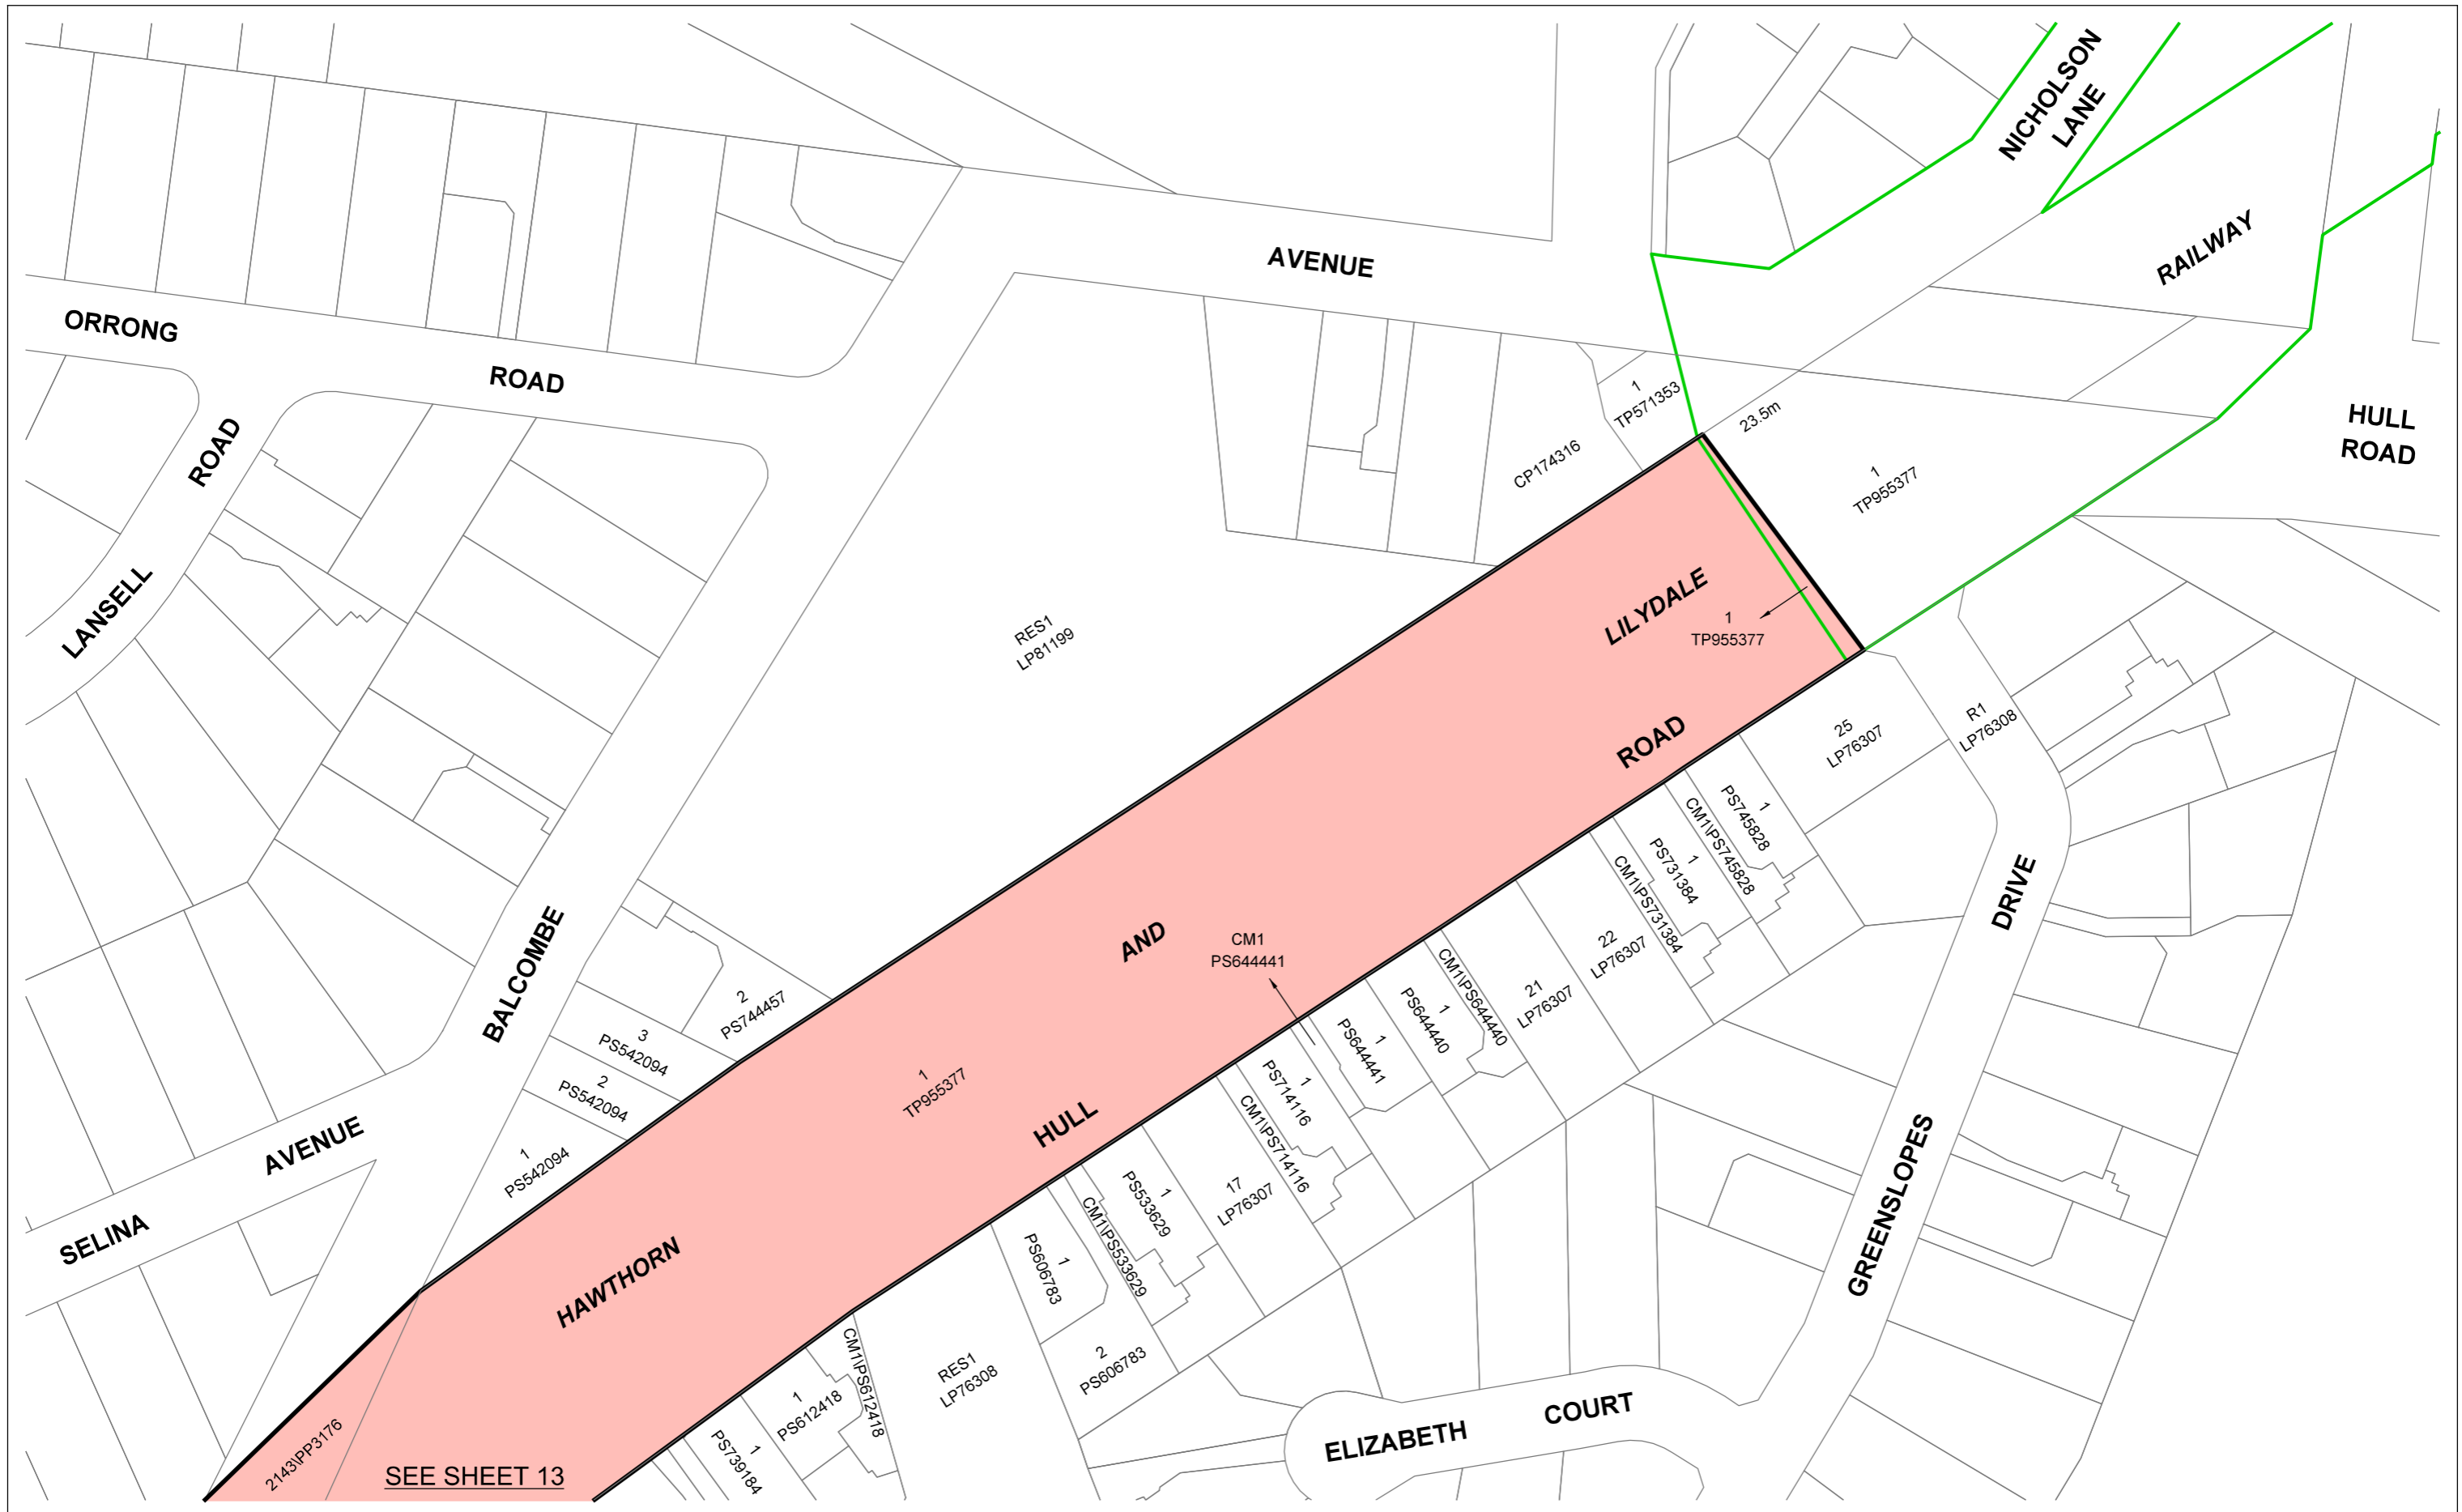 NICHOLSON
LANE
RAILWAY
AVENUE
ORRONG
ROAD
ROAD
LANSELL
HULL
ROAD
1
TP571353
23.5m
CP174316
1
TP955377
LILYDALE
1
TP955377
RES1
LP81199
ROAD
25
LP76307
R1
LP76308
1
PS745828
CM1\PS745828
1
PS731384
CM1\PS731384
22
LP76307
21
LP76307
DRIVE
BALCOMBE
AND
CM1
PS644441
CM1\PS644440
1
PS644440
1
PS644441
2
PS744457
3
PS542094
2
PS542094
1
PS542094
1
TP955377
HULL
1
PS714116
CM1\PS714116
17
LP76307
1
PS533629
CM1\PS533629
SELINA
AVENUE
HAWTHORN
1
PS606783
2
PS606783
GREENSLOPES
RES1
LP76308
CM1\PS612418
1
PS612418
1
PS739184
2143\PP3176
SEE SHEET 13
ELIZABETH
COURT